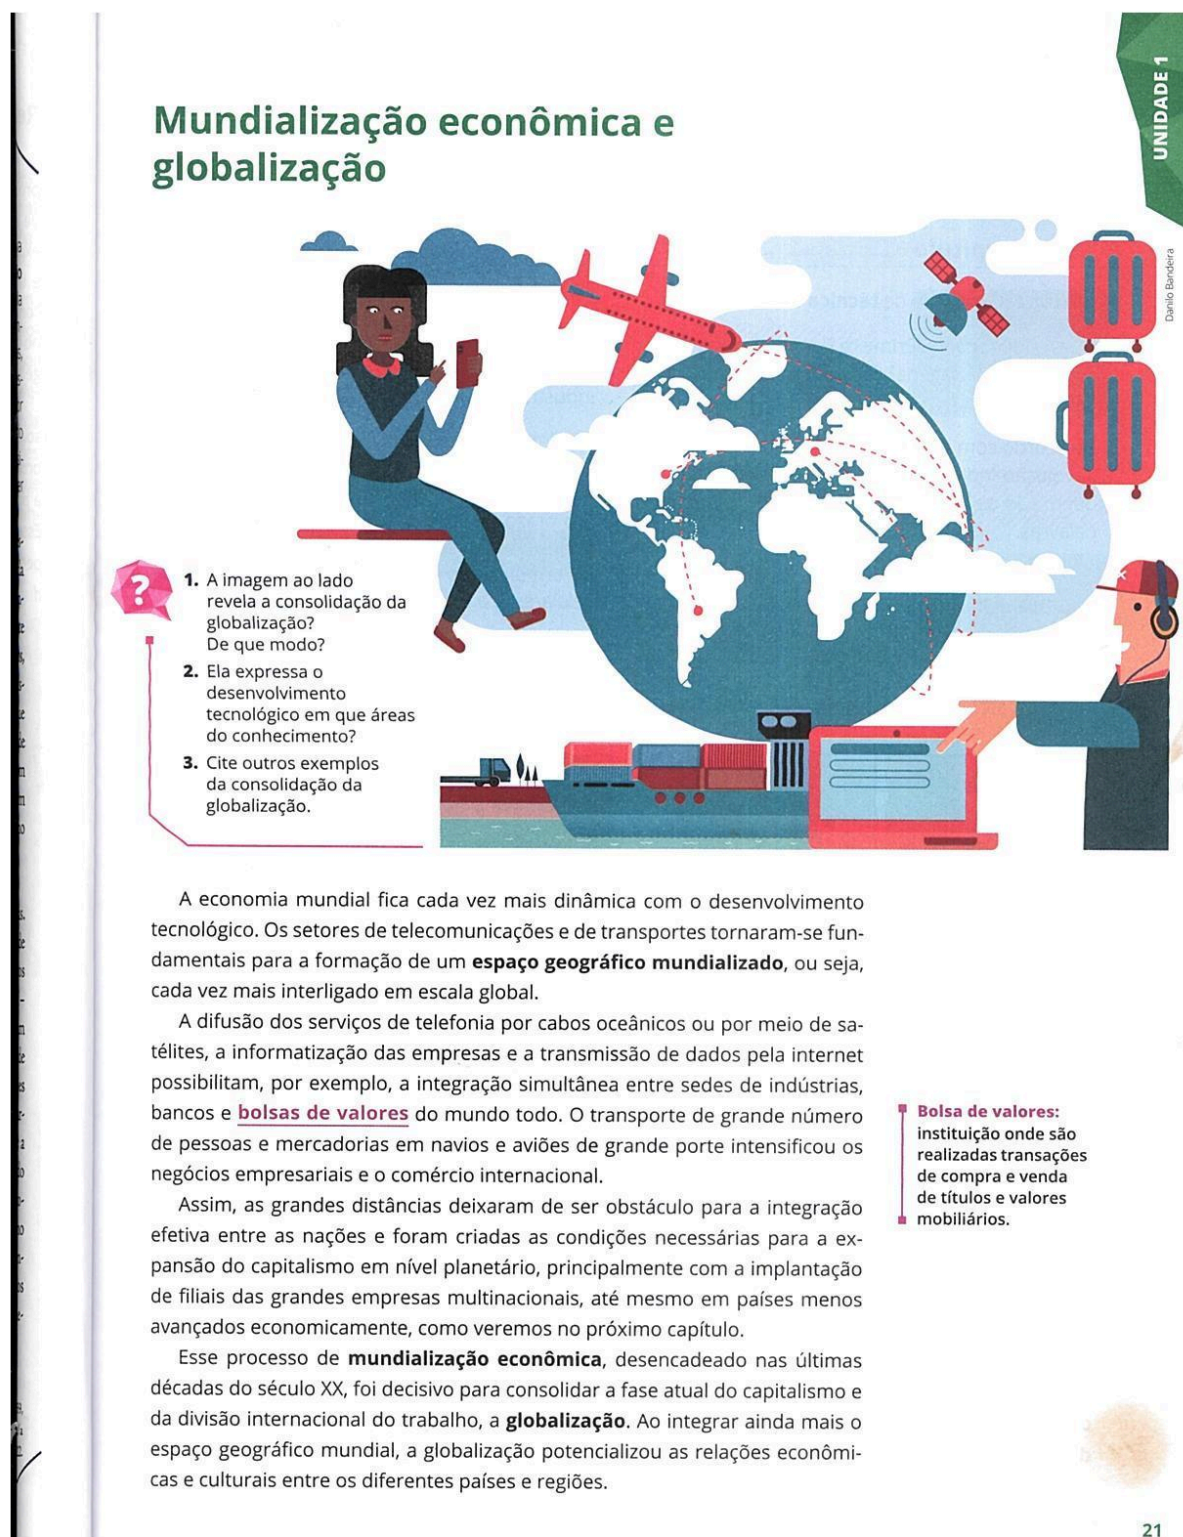 UNIDADE 1
Mundialização econômica e
globalização
Danilo Bandeira
?
1. A imagem ao lado
revela a consolidação da
globalização?
De que modo?
2. Ela expressa o
desenvolvimento
tecnológico em que áreas
do conhecimento?
3. Cite outros exemplos
da consolidação da
globalização.
A economia mundial fica cada vez mais dinâmica com o desenvolvimento
tecnológico. Os setores de telecomunicações e de transportes tornaram-se fun-
damentais para a formação de um espaço geográfico mundializado, ou seja,
cada vez mais interligado em escala global.
A difusão dos serviços de telefonia por cabos oceânicos ou por meio de sa-
télites, a informatização das empresas e a transmissão de dados pela internet
possibilitam, por exemplo, a integração simultânea entre sedes de indústrias,
bancos e bolsas de valores do mundo todo. O transporte de grande número
de pessoas e mercadorias em navios e aviões de grande porte intensificou os
negócios empresariais e o comércio internacional.
Bolsa de valores:
instituição onde são
realizadas transações
de compra e venda
de títulos e valores
mobiliários.
Assim, as grandes distâncias deixaram de ser obstáculo para a integração
efetiva entre as nações e foram criadas as condições necessárias para a ex-
pansão do capitalismo em nível planetário, principalmente com a implantação
de filiais das grandes empresas multinacionais, até mesmo em países menos
avançados economicamente, como veremos no próximo capítulo.
Esse processo de mundialização econômica, desencadeado nas últimas
décadas do século XX, foi decisivo para consolidar a fase atual do capitalismo e
da divisão internacional do trabalho, a globalização. Ao integrar ainda mais o
espaço geográfico mundial, a globalização potencializou as relações econômi-
cas e culturais entre os diferentes países e regiões.
21